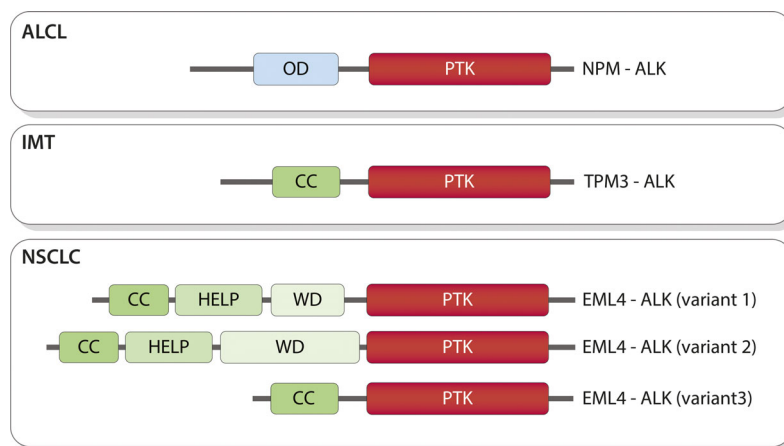 ALCL
OD PTK NPM - ALK
IMT
CC PTK TPM3 - ALK
NSCLC
CC HELP WD PTK EML4 - ALK (variant 1)
CC HELP WD PTK EML4 - ALK (variant 2)
CC PTK EML4 - ALK (variant3)